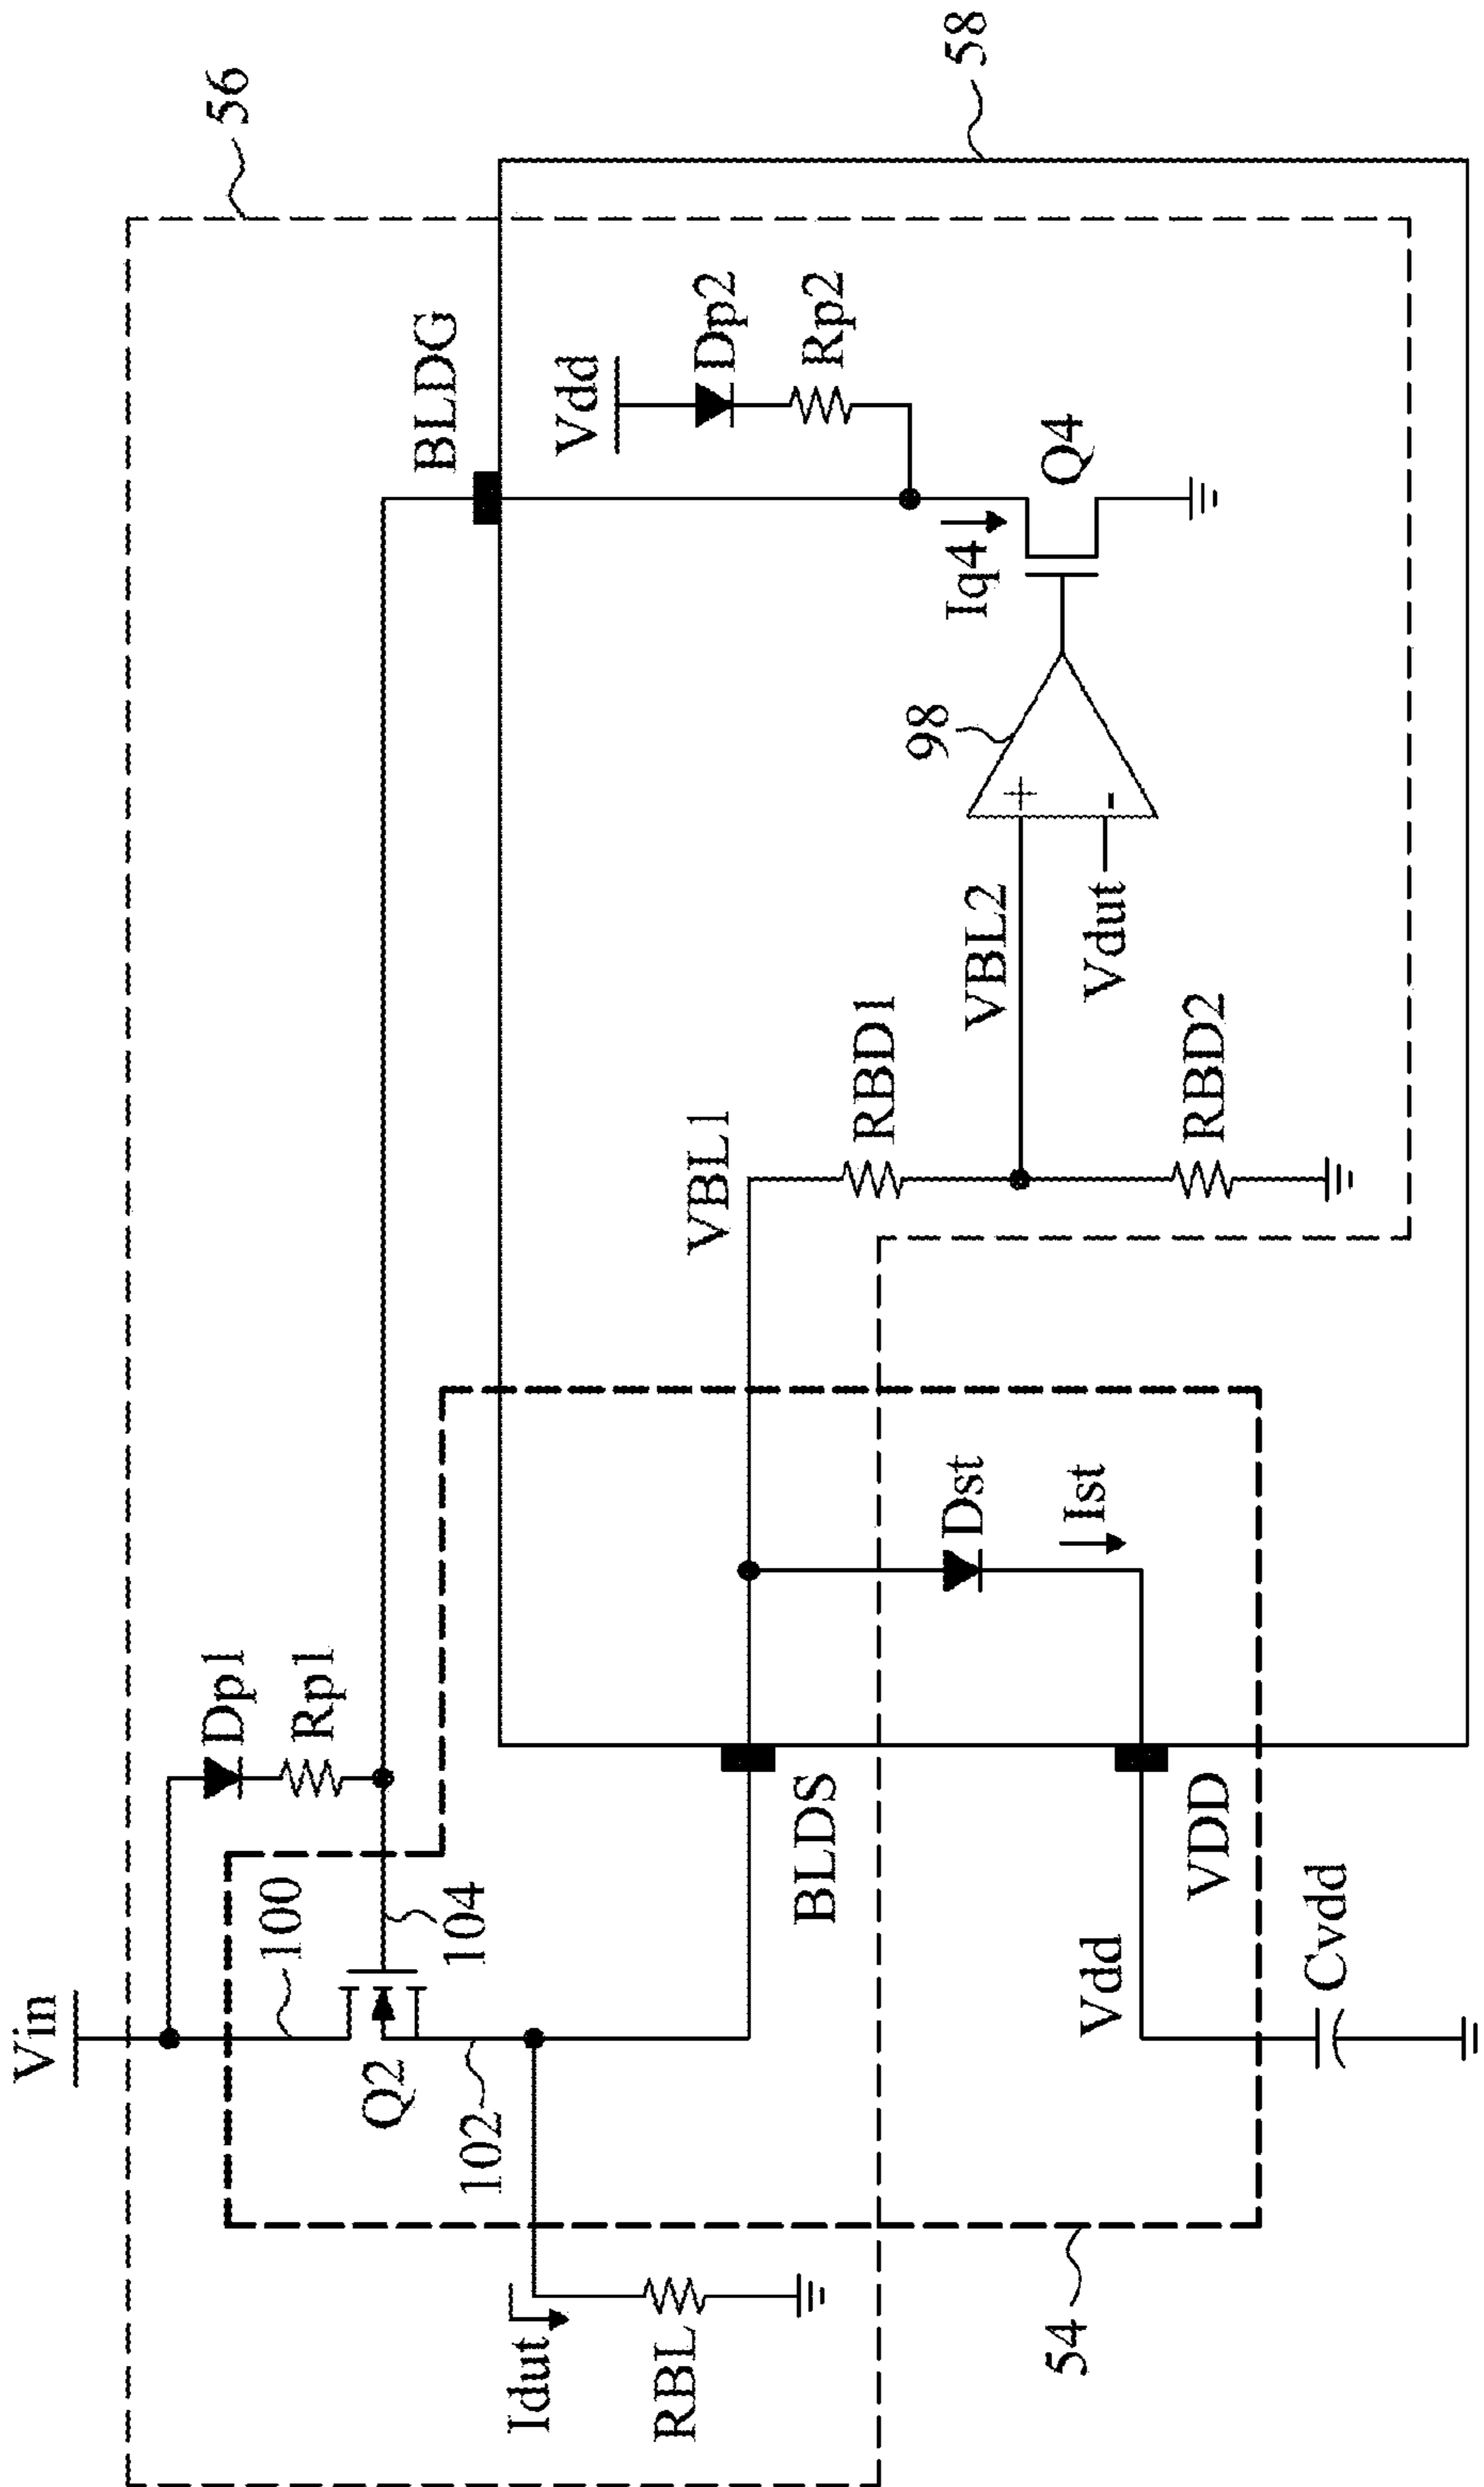 56
58
Vin
100
Q2
104
102
Dp1
Rp1
BLDG
Vdd
Dp2
Rp2
Idut
RBL
BLDS
VBL1
RBD1
RBD2
VBL2
Vdut
98
Iq4
Q4
Dst
Ist
Vdd
VDD
Cvdd
54